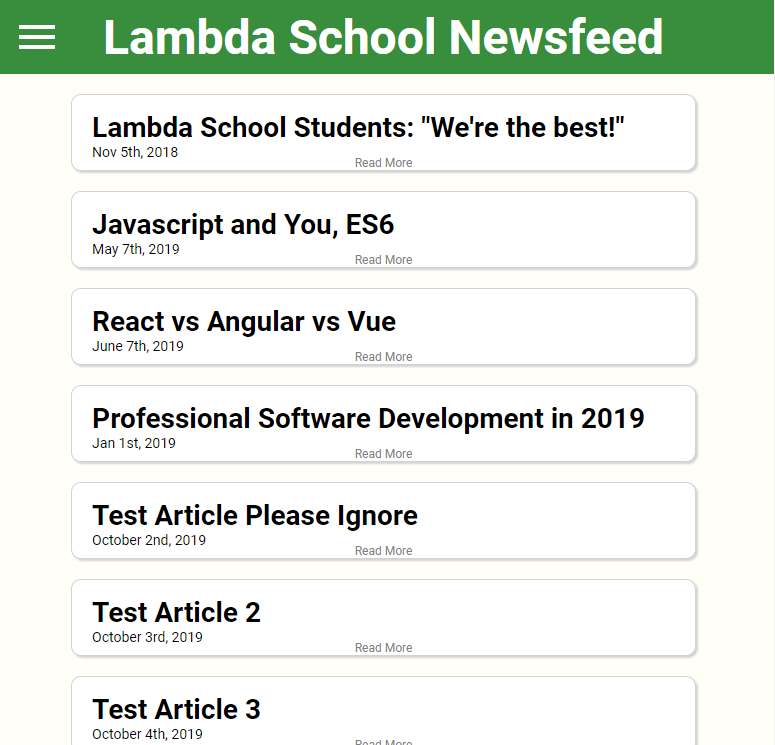 Lambda School Newsfeed
Lambda School Students: "We're the best!"
Nov 5th, 2018
Read More
Javascript and You, ES6
May 7th, 2019
Read More
React vs Angular vs Vue
June 7th, 2019
Read More
Professional Software Development in 2019
Jan 1st, 2019
Read More
Test Article Please Ignore
October 2nd, 2019
Read More
Test Article 2
October 3rd, 2019
Read More
Test Article 3
October 4th, 2019
Read More